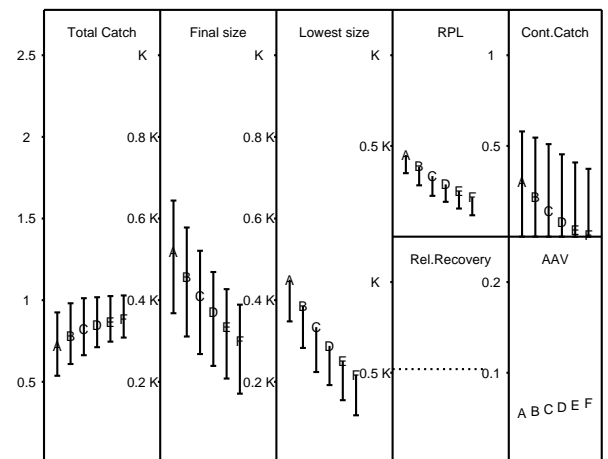 Total Catch Final size Lowest size RPL Cont.Catch
2.5 K K 1
2 0.8 K 0.8 K 0.5 K 0.5
A B C D E F
A B C D E F
1.5 0.6 K 0.6 K
A B C D E F
Rel.Recovery AAV
K 0.2
A B C D E F
1 0.4 K 0.4 K
A B C D E F
0.5 0.2 K 0.2 K 0.5 K 0.1
A B C D E F